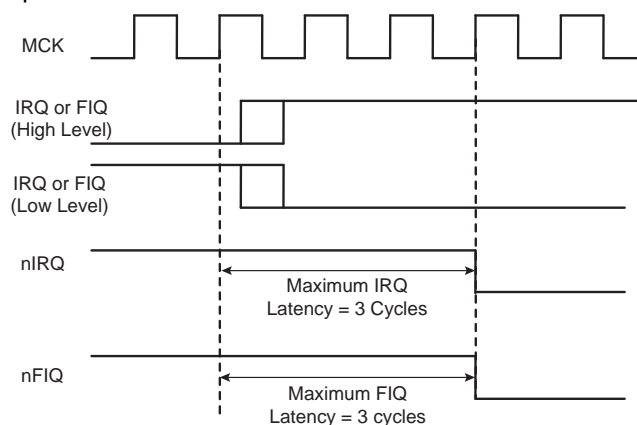 MCK
IRQ or FIQ
(High Level)
IRQ or FIQ
(Low Level)
nIRQ
Maximum IRQ
Latency = 3 Cycles
nFIQ
Maximum FIQ
Latency = 3 cycles